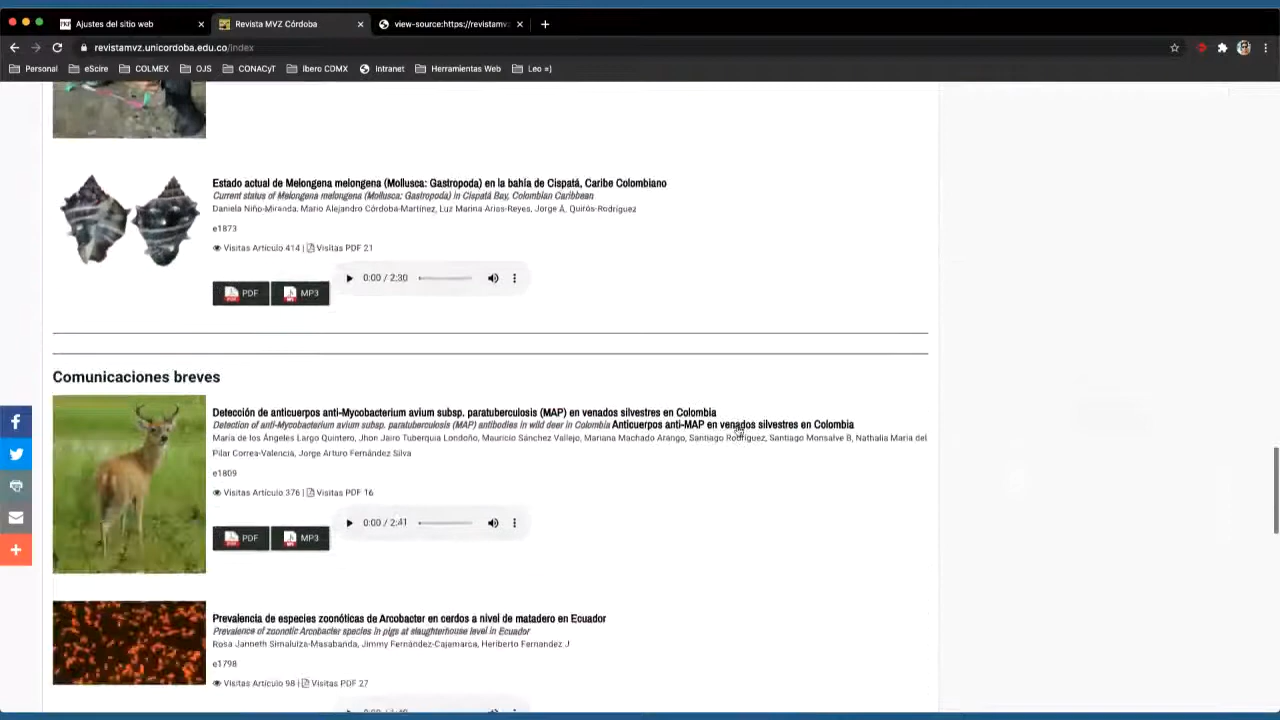 Ajustes del sitio web
Revista MVZ Córdoba
view-source:https://revistamv
revistamvz.unicordoba.edu.co/index
Personal eScire COLMEX OJS CONACyT Ibero CDMX Intranet Herramientas Web Leo =)
Estado actual de Melongena melongena (Mollusca: Gastropoda) en la bahía de Cispatá, Caribe Colombiano
Current status of Melongena melongena (Mollusca: Gastropoda) in Cispatá Bay, Colombian Caribbean
Daniela Niño-Miranda, Mario Alejandro Córdoba-Martínez, Luz Marina Arias-Reyes, Jorge A. Quirós-Rodríguez
e1873
Visitas Artículo 414 | Visitas PDF 21
0:00 / 2:30
PDF MP3
Comunicaciones breves
Detección de anticuerpos anti-Mycobacterium avium subsp. paratuberculosis (MAP) en venados silvestres en Colombia
Detection of anti-Mycobacterium avium subsp. paratuberculosis (MAP) antibodies in wild deer in Colombia Anticuerpos anti-MAP en venados silvestres en Colombia
Maria de los Ángeles Largo Quintero, Jhon Jairo Tuberquia Londoño, Mauricio Sánchez Vallejo, Mariana Machado Arango, Santiago Rodríguez, Santiago Monsalve B, Nathalia Maria del
Pilar Correa-Valencia, Jorge Arturo Fernández Silva
e1809
Visitas Artículo 376 | Visitas PDF 16
0:00 / 2:41
PDF MP3
Prevalencia de especies zoonóticas de Arcobacter en cerdos a nivel de matadero en Ecuador
Prevalence of zoonotic Arcobacter species in pigs at slaughterhouse level in Ecuador
Rosa Janneth Simaluiza-Masabanda, Jimmy Fernández-Cajamarca, Heriberto Fernandez J
e1798
Visitas Artículo 98 | Visitas PDF 27